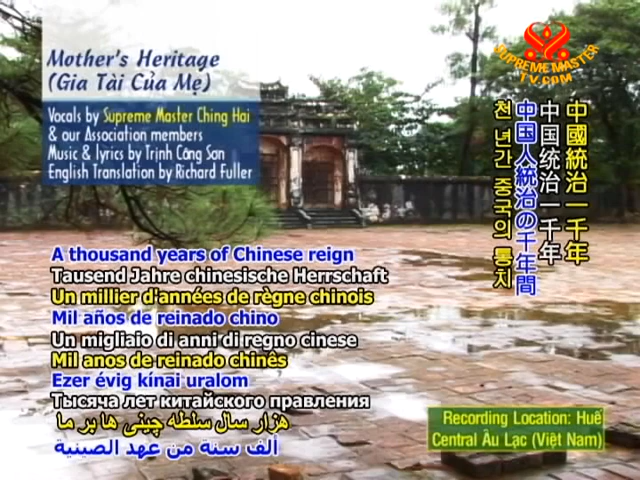 Mother's Heritage
(Gia Tài Của Mẹ)
Vocals by Supreme Master Ching Hai
& our Association members
Music & lyrics by Trịnh Công Sơn
English Translation by Richard Fuller
SUPREME MASTER
TV.COM
中國統治一千年
中国统治一千年
中国人統治の千年間
천 년간 중국의 통치
A thousand years of Chinese reign
Tausend Jahre chinesische Herrschaft
Un millier d'années de règne chinois
Mil años de reinado chino
Un migliaio di anni di regno cinese
Mil anos de reinado chinês
Ezer évig kínai uralom
Тысяча лет китайского правления
هزار سال سلطه چینی ها بر ما
ألف سنة من عهد الصينية
Recording Location: Huế
Central Âu Lạc (Việt Nam)